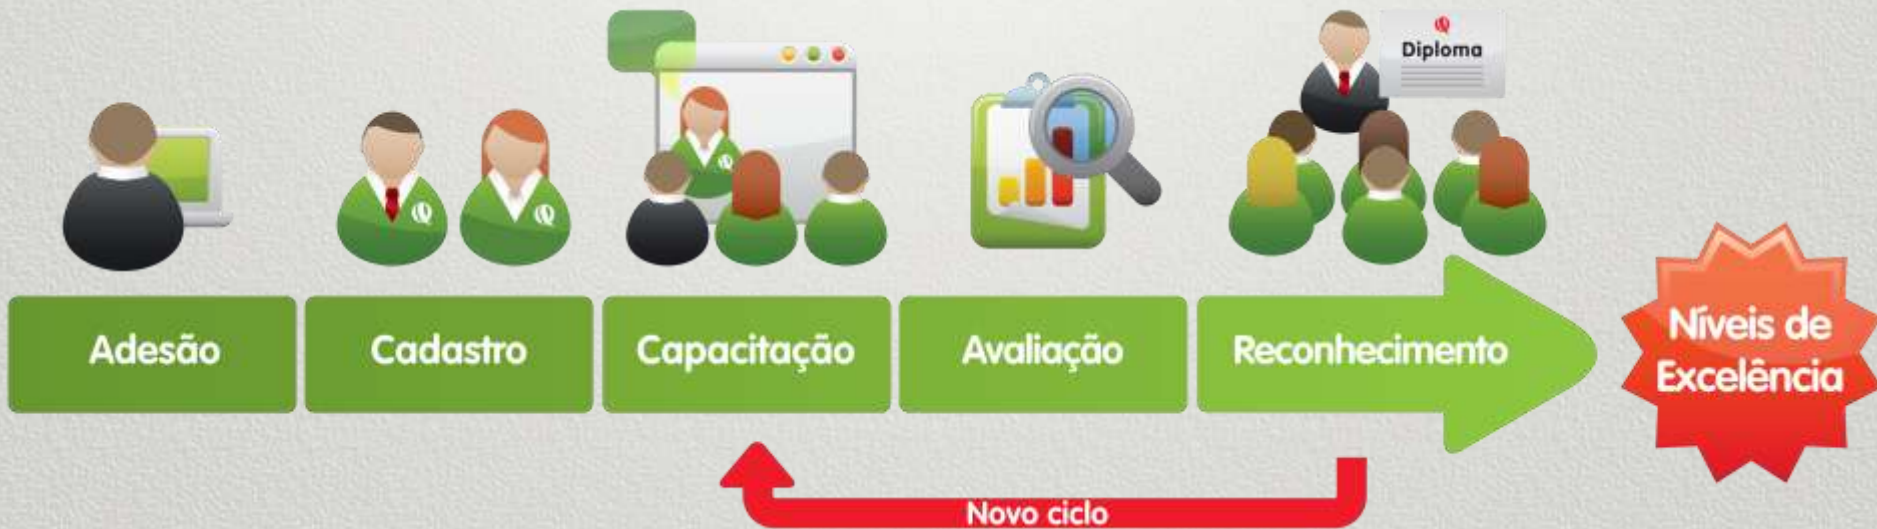 Diploma
Adesão
Cadastro
Capacitação
Avaliação
Reconhecimento
Níveis de
Excelência
Novo ciclo